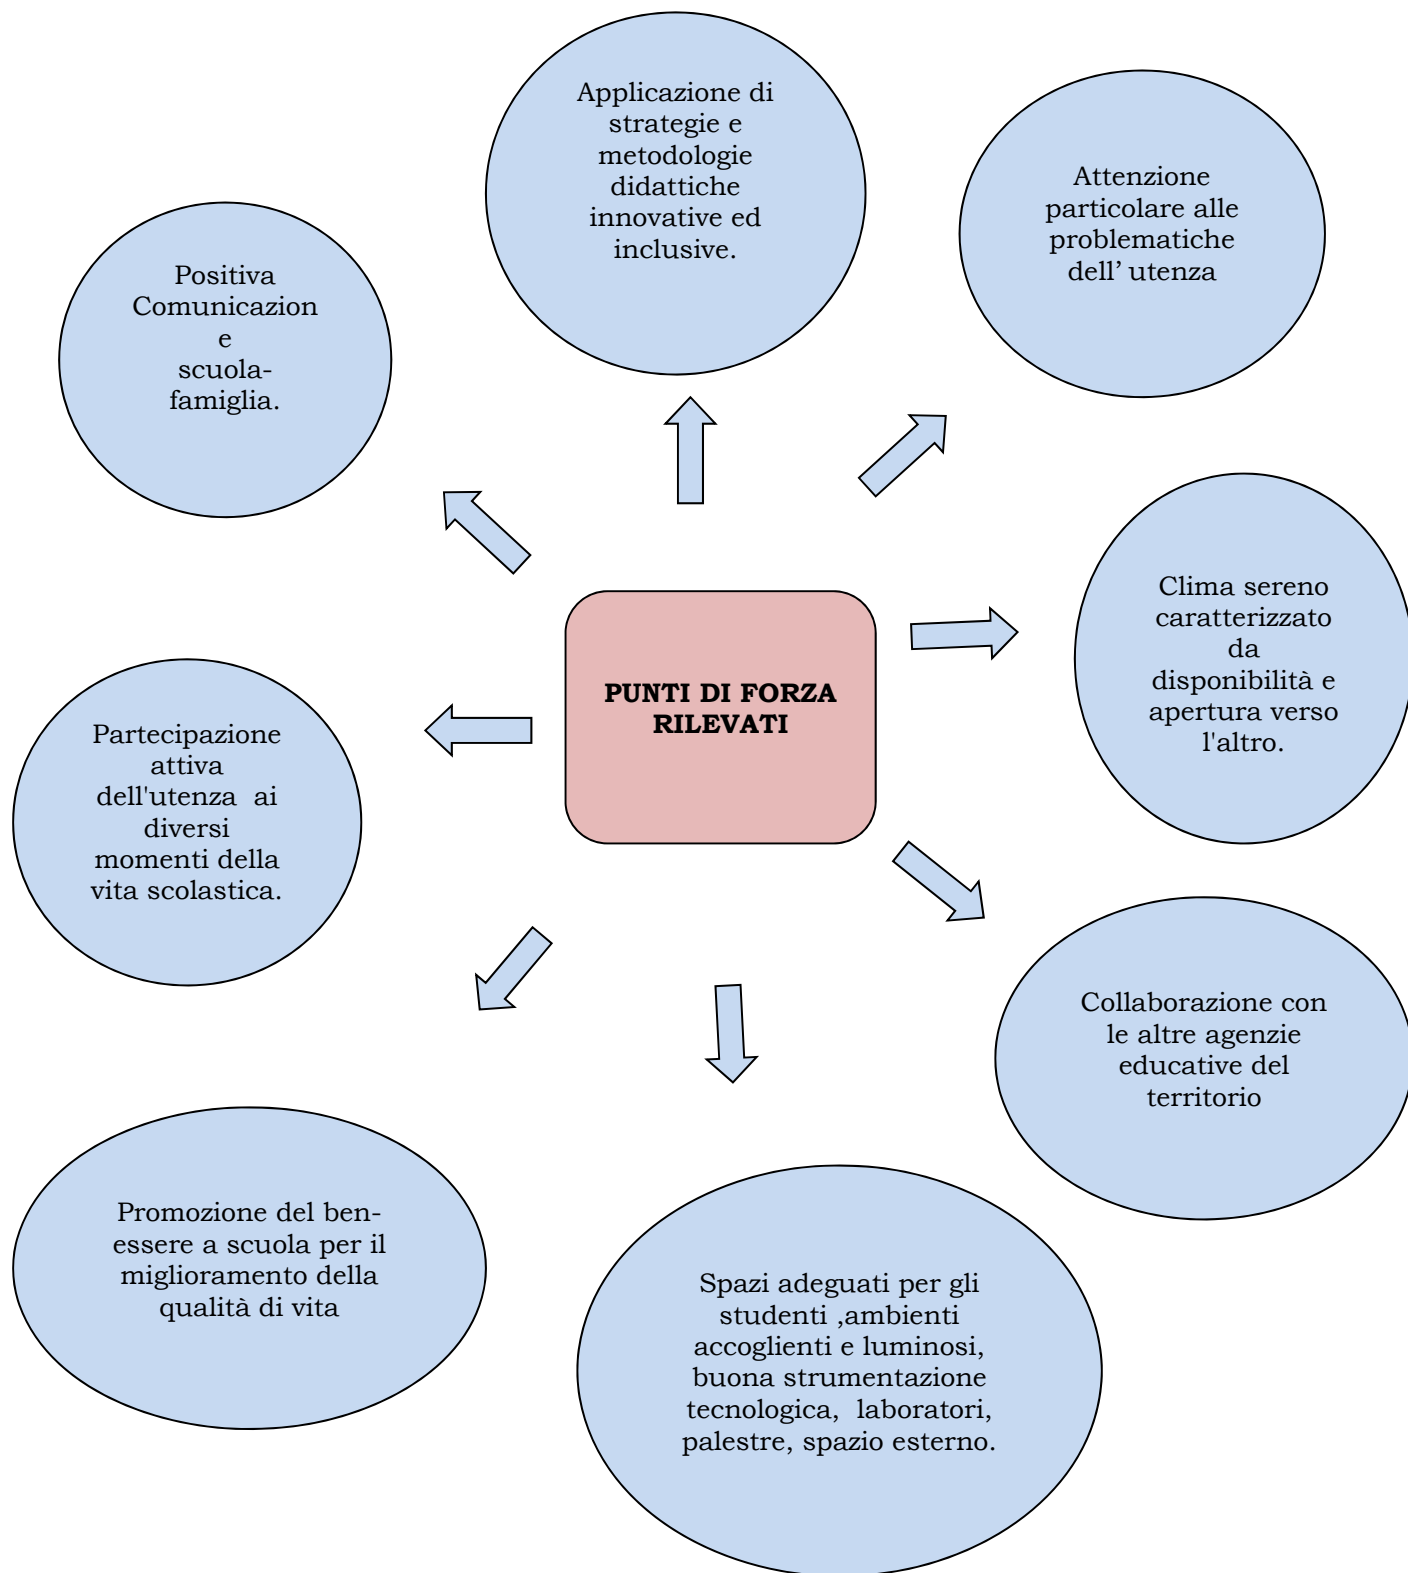 Applicazione di
strategie e
metodologie
didattiche
innovative ed
inclusive.
Attenzione
particolare alle
problematiche
dell’ utenza
Positiva
Comunicazion
e
scuola-
famiglia.
Clima sereno
caratterizzato
da
disponibilità e
apertura verso
l'altro.
PUNTI DI FORZA
RILEVATI
Partecipazione
attiva
dell'utenza  ai
diversi
momenti della
vita scolastica.
Collaborazione con
le altre agenzie
educative del
territorio
Promozione del ben-
essere a scuola per il
miglioramento della
qualità di vita
Spazi adeguati per gli
studenti ,ambienti
accoglienti e luminosi,
buona strumentazione
tecnologica,  laboratori,
palestre, spazio esterno.